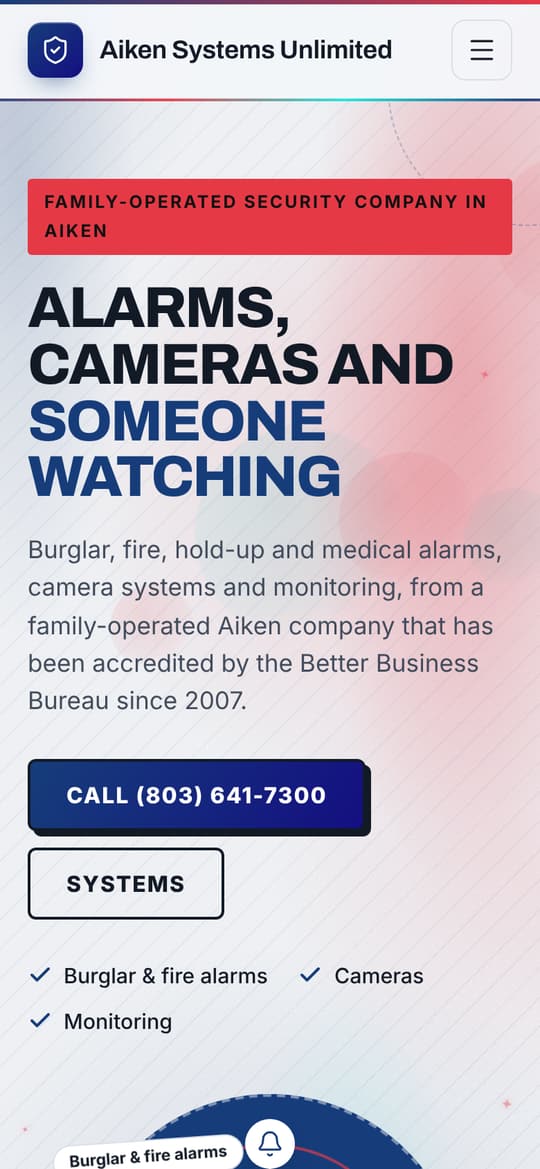 Aiken Systems Unlimited
FAMILY-OPERATED SECURITY COMPANY IN
AIKEN
ALARMS,
CAMERAS AND
SOMEONE
WATCHING
Burglar, fire, hold-up and medical alarms,
camera systems and monitoring, from a
family-operated Aiken company that has
been accredited by the Better Business
Bureau since 2007.
CALL (803) 641-7300
SYSTEMS
Burglar & fire alarms
Cameras
Monitoring
Burglar & fire alarms